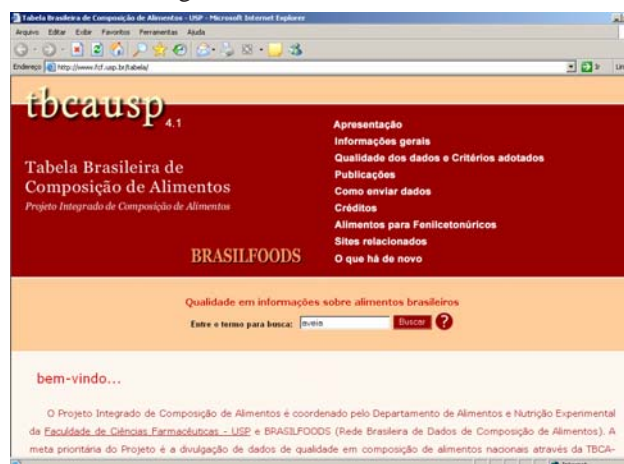 Tabela Brasileira de Composição de Alimentos - USP - Microsoft Internet Explorer
Arquivo Editar Exibir Favoritos Ferramentas Ajuda
Endereço http://www.fcf.usp.br/tabela/
tbcausp 4.1
Tabela Brasileira de
Composição de Alimentos
Projeto Integrado de Composição de Alimentos
BRASILFOODS
Apresentação
Informações gerais
Qualidade dos dados e Critérios adotados
Publicações
Como enviar dados
Créditos
Alimentos para Fenilcetonúricos
Sites relacionados
O que há de novo
Qualidade em informações sobre alimentos brasileiros
Entre o termo para busca: aveia Buscar ?
bem-vindo...
O Projeto Integrado de Composição de Alimentos é coordenado pelo Departamento de Alimentos e Nutrição Experimental
da Faculdade de Ciências Farmacêuticas - USP e BRASILFOODS (Rede Brasileira de Dados de Composição de Alimentos). A
meta prioritária do Projeto é a divulgação de dados de qualidade em composição de alimentos nacionais através da TBCA-